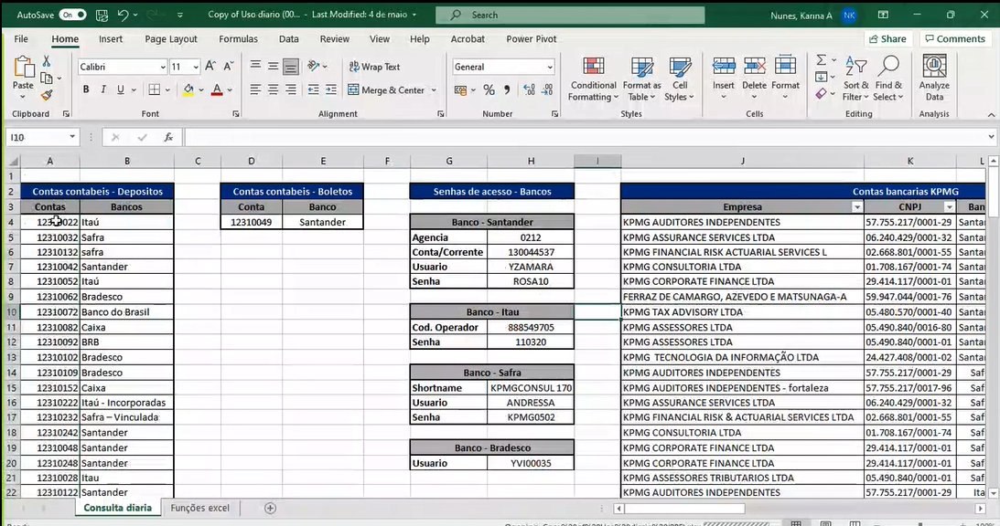 AutoSave On Copy of Uso diario (00... - Last Modified: 4 de maio Search Nunes, Karina A NK
File Home Insert Page Layout Formulas Data Review View Help Acrobat Power Pivot Share Comments
Calibri 11 Wrap Text General
Paste B I U Merge & Center Conditional Formatting Format as Table Cell Styles Insert Delete Format Sort & Filter Find & Select Analyze Data
Clipboard Font Alignment Number Styles Cells Editing Analysis
I10 fx
A B C D E F G H I J K L
1
2 Contas contabeis - Depositos Contas contabeis - Boletos Senhas de acesso - Bancos Contas bancarias KPMG
3 Contas Bancos Conta Banco Empresa CNPJ Ban
4 12310022 Itaú 12310049 Santander Banco - Santander KPMG AUDITORES INDEPENDENTES 57.755.217/0001-29 Santar
5 12310032 Safra Agencia 0212 KPMG ASSURANCE SERVICES LTDA 06.240.429/0001-32 Santar
6 12310132 safra Conta/Corrente 130044537 KPMG FINANCIAL RISK ACTUARIAL SERVICES L 02.668.801/0001-55 Santar
7 12310042 Santander Usuario YZAMARA KPMG CONSULTORIA LTDA 01.708.167/0001-74 Santar
8 12310052 Itaú Senha ROSA10 KPMG CORPORATE FINANCE LTDA 29.414.117/0001-01 Santar
9 12310062 Bradesco FERRAZ DE CAMARGO, AZEVEDO E MATSUNAGA-A 59.947.044/0001-76 Santar
10 12310072 Banco do Brasil Banco - Itau KPMG TAX ADVISORY LTDA 05.480.570/0001-40 Santar
11 12310082 Caixa Cod. Operador 888549705 KPMG ASSESSORES LTDA 05.490.840/0016-80 Santar
12 12310092 BRB Senha 110320 KPMG ASSESSORES LTDA 05.490.840/0001-01 Santar
13 12310102 Bradesco KPMG TECNOLOGIA DA INFORMAÇÃO LTDA 24.427.408/0001-02 Santar
14 12310109 Bradesco Banco - Safra KPMG AUDITORES INDEPENDENTES 57.755.217/0001-29 Saf
15 12310152 Caixa Shortname KPMGCONSUL 170 KPMG AUDITORES INDEPENDENTES - fortaleza 57.755.217/0017-96 Saf
16 12310222 Itaú - Incorporadas Usuario ANDRESSA KPMG ASSURANCE SERVICES LTDA 06.240.429/0001-32 Saf
17 12310232 Safra – Vinculada Senha KPMG0502 KPMG FINANCIAL RISK & ACTUARIAL SERVICES LTDA 02.668.801/0001-55 Saf
18 12310242 Santander KPMG CONSULTORIA LTDA 01.708.167/0001-74 Saf
19 12310048 Santander Banco - Bradesco KPMG CORPORATE FINANCE LTDA 29.414.117/0001-01 Saf
20 12310248 Santander Usuario YVI00035 KPMG CORPORATE FINANCE LTDA 29.414.117/0001-01 Saf
21 12310028 Itau KPMG ASSESSORES TRIBUTARIOS LTDA 05.490.840/0001-01 Saf
22 12310122 Santander KPMG AUDITORES INDEPENDENTES 57.755.217/0001-29 Ita
Consulta diaria Funções excel